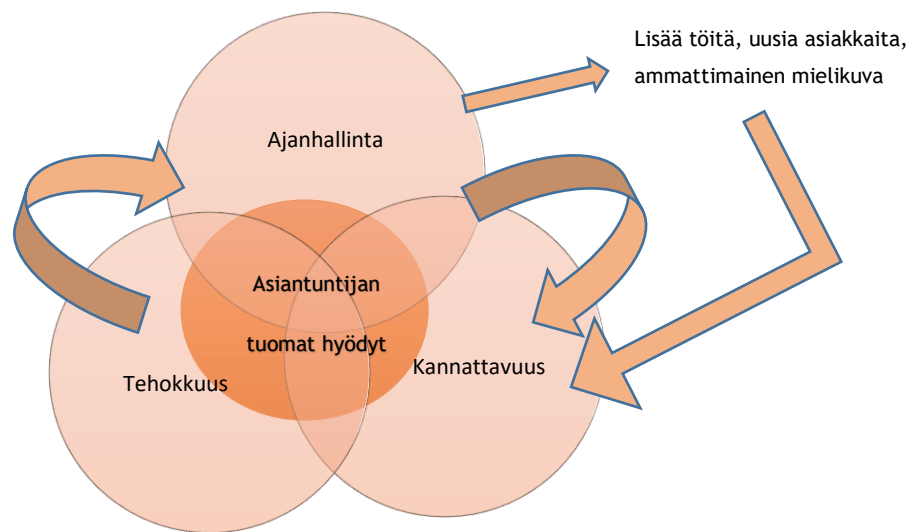 Lisää töitä, uusia asiakkaita,
ammattimainen mielikuva
Ajanhallinta
Asiantuntijan
tuomat hyödyt
Tehokkuus
Kannattavuus